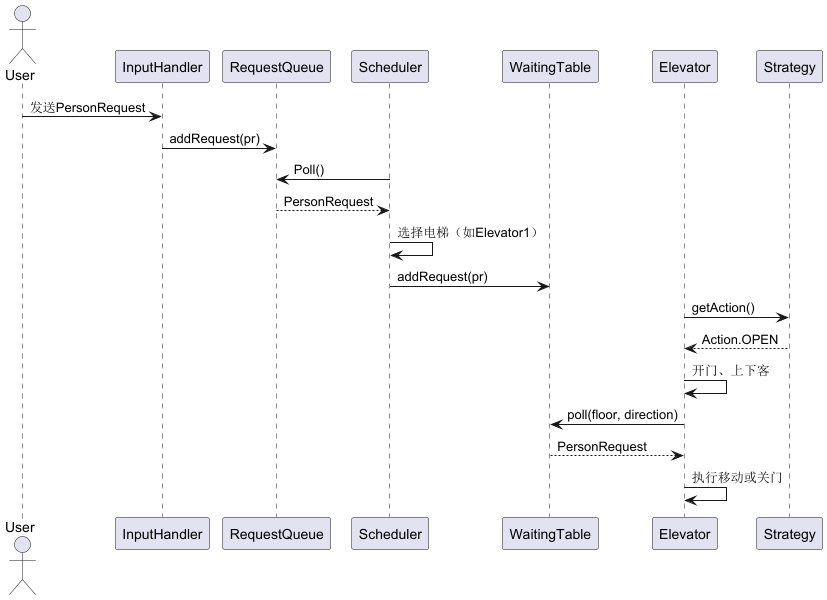 User
InputHandler
RequestQueue
Scheduler
WaitingTable
Elevator
Strategy
发送PersonRequest
addRequest(pr)
Poll()
PersonRequest
选择电梯（如Elevator1）
addRequest(pr)
getAction()
Action.OPEN
开门、上下客
poll(floor, direction)
PersonRequest
执行移动或关门
User
InputHandler
RequestQueue
Scheduler
WaitingTable
Elevator
Strategy